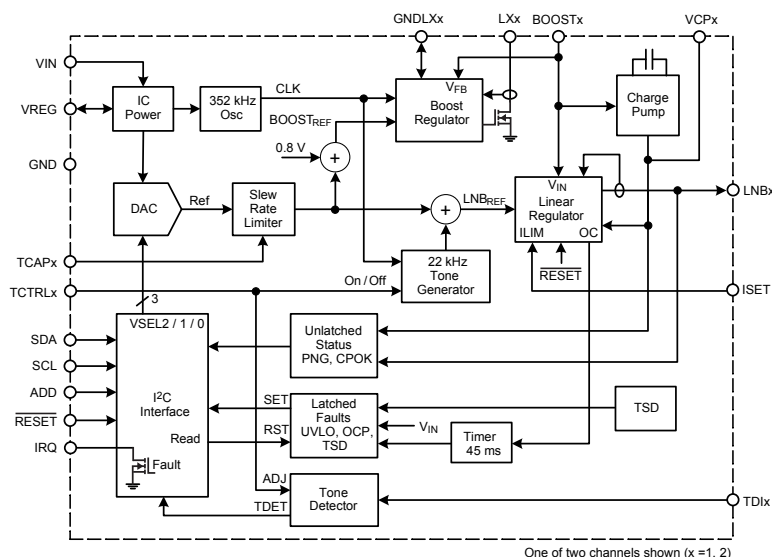 GNDLXx LXx BOOSTx VCPx
VIN
VREG
GND
TCAPx
TCTRLx
SDA
SCL
ADD
RESET
IRQ
IC
Power
352 kHz
Osc
CLK
BOOSTREF
0.8 V
+
VFB
Boost
Regulator
Charge
Pump
DAC
Ref
Slew
Rate
Limiter
+
LNBREF
VIN
Linear
Regulator
ILIM OC
RESET
LNBx
ISET
22 kHz
Tone
Generator
On / Off
3
VSEL2 / 1 / 0
I2C
Interface
Read
Fault
Unlatched
Status
PNG, CPOK
SET
RST
Latched
Faults
UVLO, OCP,
TSD
VIN
Timer
45 ms
TSD
ADJ
TDET
Tone
Detector
TDIx
One of two channels shown (x =1, 2)